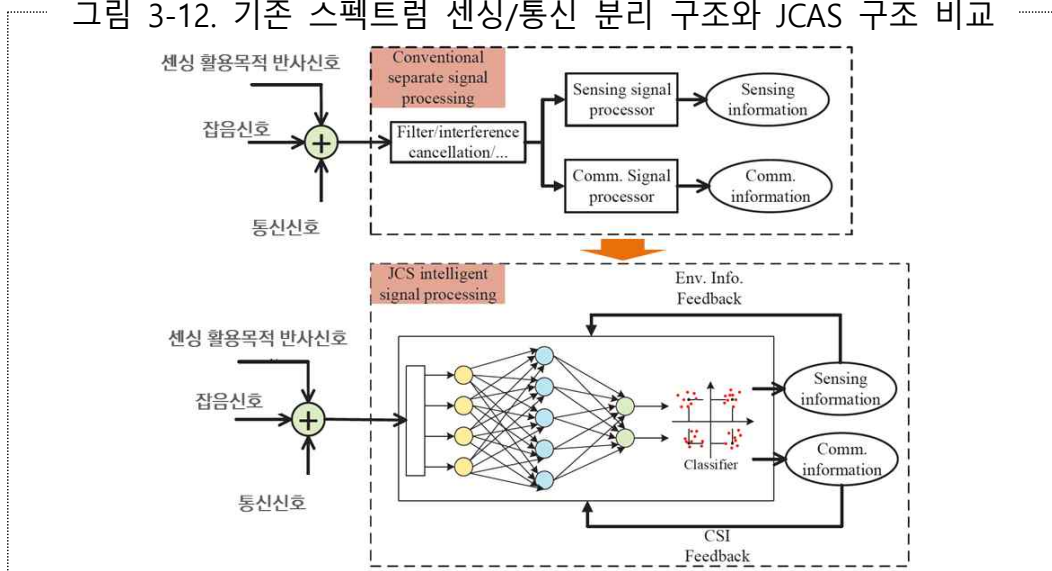 그림 3-12. 기존 스펙트럼 센싱/통신 분리 구조와 JCAS 구조 비교
센싱 활용목적 반사신호
잡음신호
통신신호
Conventional
separate signal
processing
Filter/interference
cancellation/...
Sensing signal
processor
Sensing
information
Comm. Signal
processor
Comm.
information
JCS intelligent
signal processing
Env. Info.
Feedback
센싱 활용목적 반사신호
잡음신호
통신신호
Classifier
Sensing
information
Comm.
information
CSI
Feedback